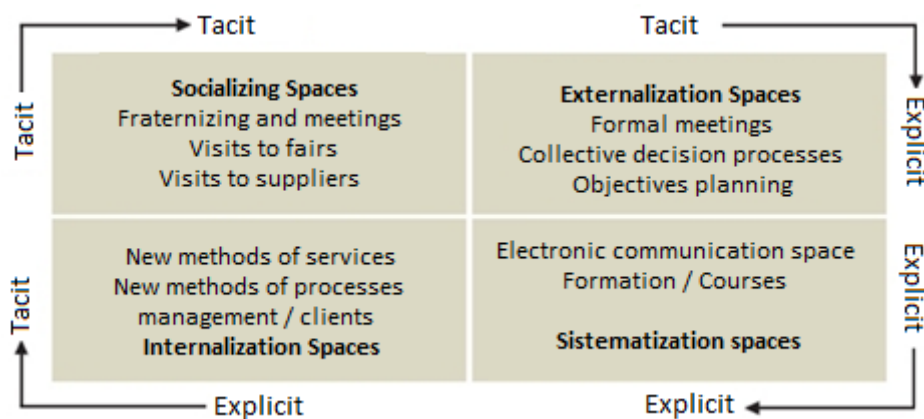 Tacit
Tacit
Tacit
Explicit
Socializing Spaces
Fraternizing and meetings
Visits to fairs
Visits to suppliers
Externalization Spaces
Formal meetings
Collective decision processes
Objectives planning
Tacit
Explicit
New methods of services
New methods of processes
management / clients
Internalization Spaces
Electronic communication space
Formation / Courses
Sistematization spaces
Explicit
Explicit